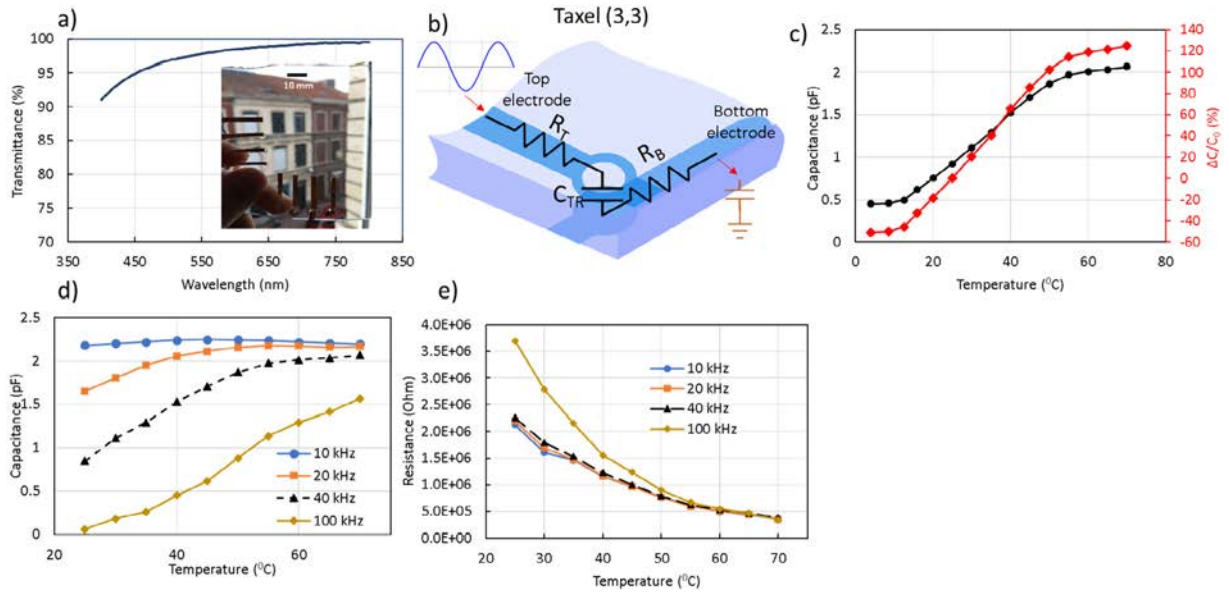 a)
100
95
90
85
80
75
70
Transmittance (%)
350 450 550 650 750 850
Wavelength (nm)
10 mm
b)
Taxel (3,3)
Top
electrode
R_T
Bottom
electrode
R_B
C_TR
c)
2.5
2
1.5
1
0.5
0
Capacitance (pF)
140
120
100
80
60
40
20
0
-20
-40
-60
ΔC/C₀ (%)
0 20 40 60 80
Temperature (⁰C)
d)
2.5
2
1.5
1
0.5
0
Capacitance (pF)
10 kHz
20 kHz
40 kHz
100 kHz
20 40 60
Temperature (⁰C)
e)
4.0E+06
3.5E+06
3.0E+06
2.5E+06
2.0E+06
1.5E+06
1.0E+06
5.0E+05
0.0E+00
Resistance (Ohm)
10 kHz
20 kHz
40 kHz
100 kHz
20 30 40 50 60 70
Temperature (⁰C)